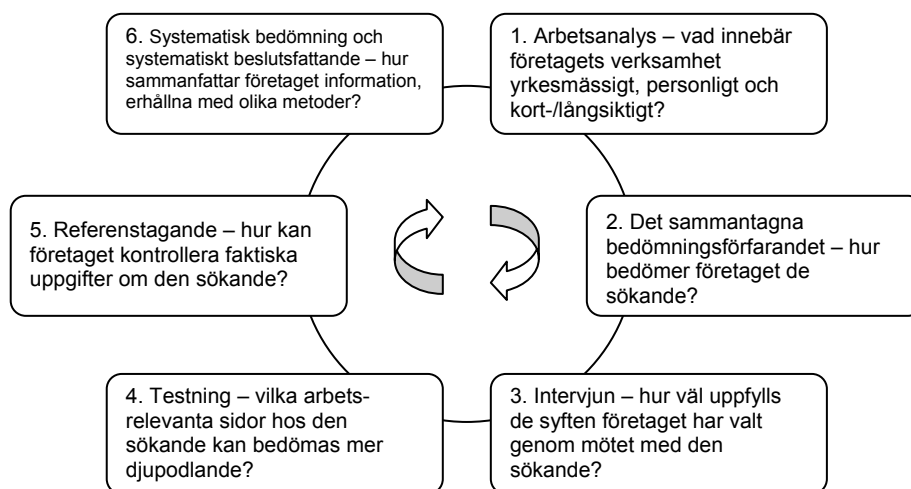 1. Arbetsanalys – vad innebär
företagets verksamhet
yrkesmässigt, personligt och
kort-/långsiktigt?
2. Det sammantagna
bedömningsförfarandet – hur
bedömer företaget de
sökande?
3. Intervjun – hur väl uppfylls
de syften företaget har valt
genom mötet med den
sökande?
4. Testning – vilka arbets-
relevanta sidor hos den
sökande kan bedömas mer
djupodlande?
5. Referenstagande – hur kan
företaget kontrollera faktiska
uppgifter om den sökande?
6. Systematisk bedömning och
systematiskt beslutsfattande – hur
sammanfattar företaget information,
erhållna med olika metoder?